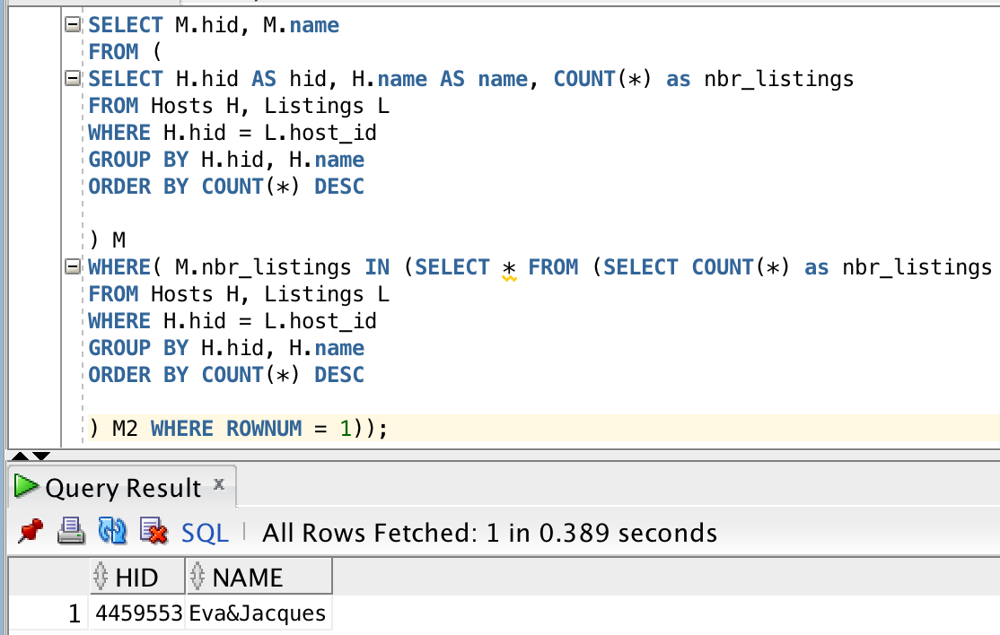 SELECT M.hid, M.name
FROM (
SELECT H.hid AS hid, H.name AS name, COUNT(*) as nbr_listings
FROM Hosts H, Listings L
WHERE H.hid = L.host_id
GROUP BY H.hid, H.name
ORDER BY COUNT(*) DESC
) M
WHERE( M.nbr_listings IN (SELECT * FROM (SELECT COUNT(*) as nbr_listings
FROM Hosts H, Listings L
WHERE H.hid = L.host_id
GROUP BY H.hid, H.name
ORDER BY COUNT(*) DESC
) M2 WHERE ROWNUM = 1));
Query Result x
SQL | All Rows Fetched: 1 in 0.389 seconds
HID NAME
1 4459553 Eva&Jacques